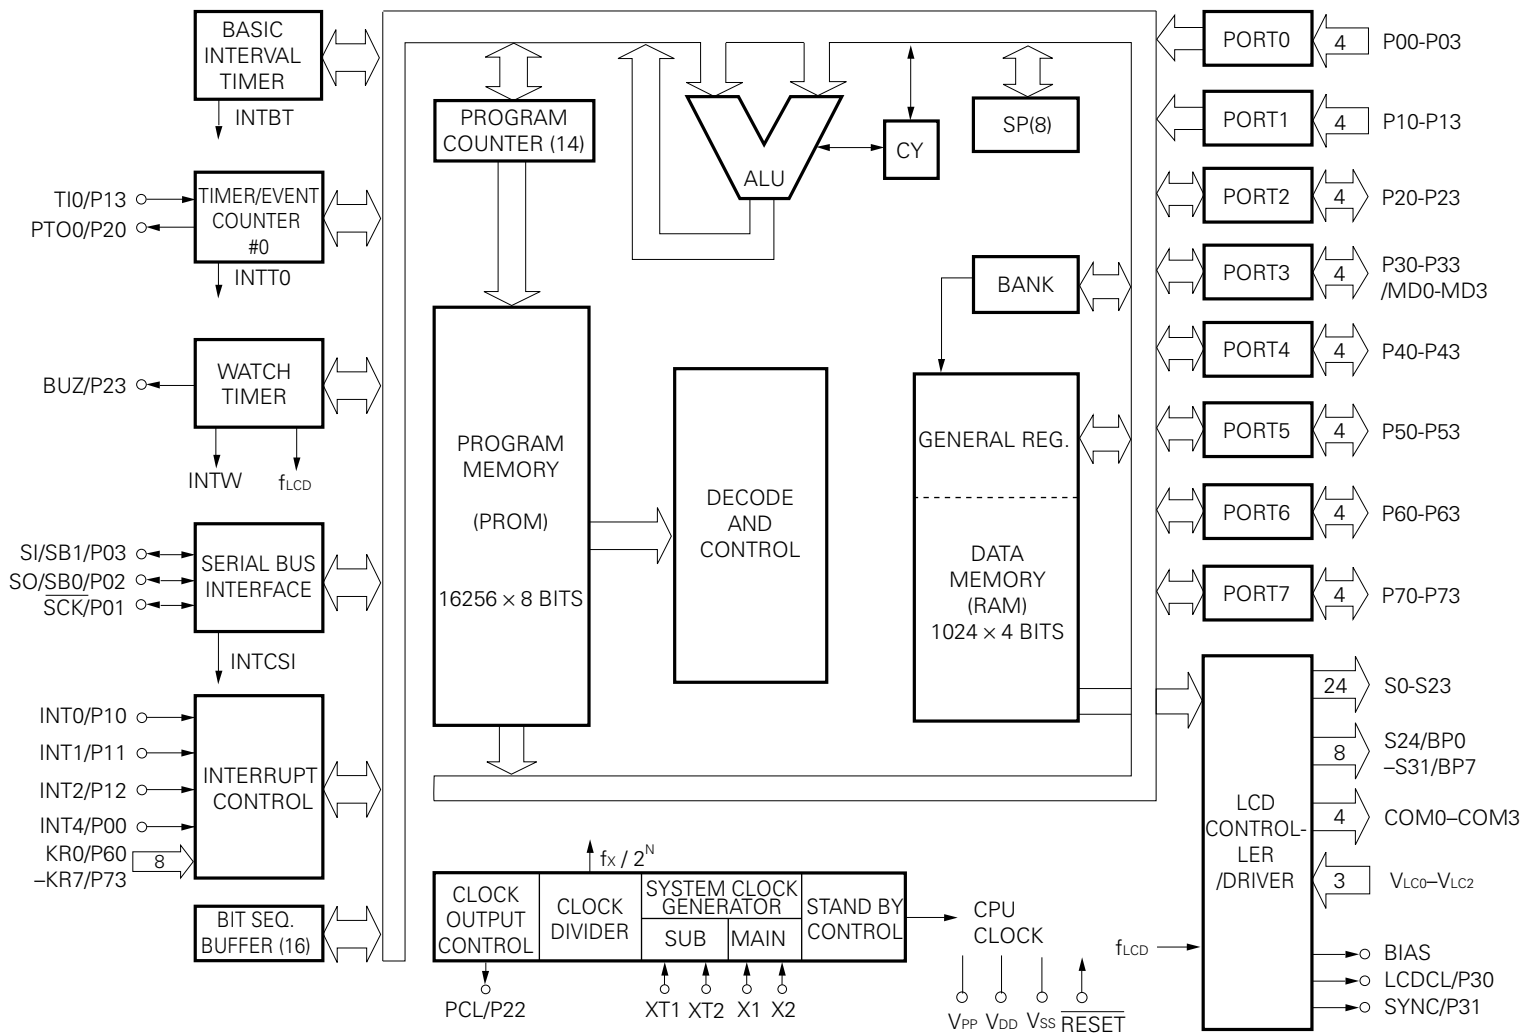 BASIC
INTERVAL
TIMER
INTBT
TI0/P13
PTO0/P20
TIMER/EVENT
COUNTER
#0
INTT0
BUZ/P23
WATCH
TIMER
INTW
fLCD
SI/SB1/P03
SO/SB0/P02
SCK/P01
SERIAL BUS
INTERFACE
INTCSI
INT0/P10
INT1/P11
INT2/P12
INT4/P00
KR0/P60
–KR7/P73
8
INTERRUPT
CONTROL
BIT SEQ.
BUFFER (16)
PROGRAM
COUNTER (14)
ALU
CY
SP(8)
BANK
PROGRAM
MEMORY
(PROM)
16256 × 8 BITS
DECODE
AND
CONTROL
GENERAL REG.
DATA
MEMORY
(RAM)
1024 × 4 BITS
fX / 2N
CLOCK
OUTPUT
CONTROL
CLOCK
DIVIDER
SYSTEM CLOCK
GENERATOR
SUB
MAIN
STAND BY
CONTROL
CPU
CLOCK
PCL/P22
XT1
XT2
X1
X2
VPP
VDD
VSS
RESET
PORT0
4
P00-P03
PORT1
4
P10-P13
PORT2
4
P20-P23
PORT3
4
P30-P33
/MD0-MD3
PORT4
4
P40-P43
PORT5
4
P50-P53
PORT6
4
P60-P63
PORT7
4
P70-P73
LCD
CONTROL-
LER
/DRIVER
24
S0-S23
8
S24/BP0
–S31/BP7
4
COM0–COM3
3
VLC0–VLC2
fLCD
BIAS
LCDCL/P30
SYNC/P31